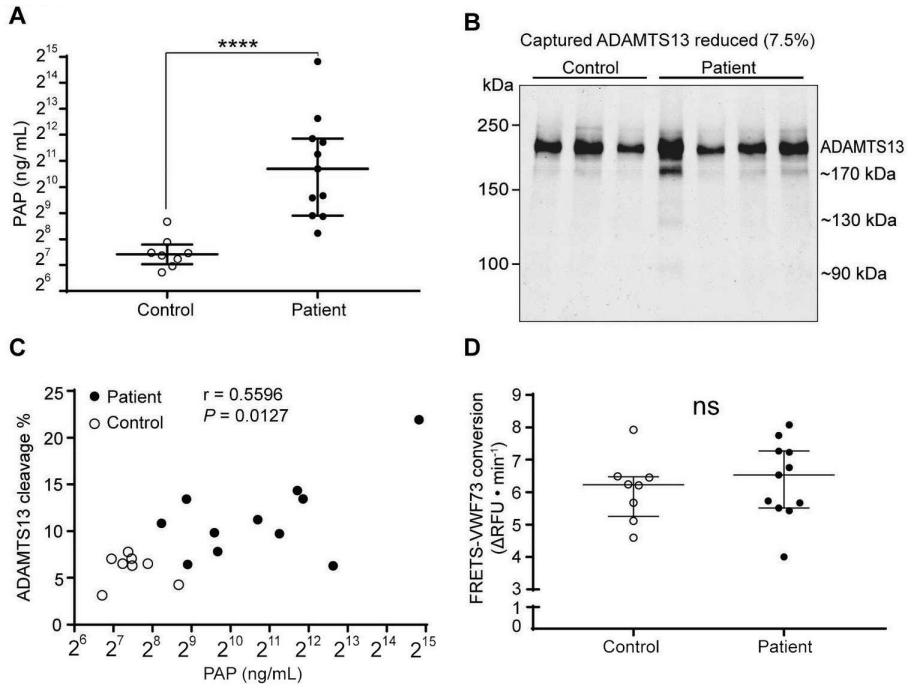 A
****
2^15
2^14
2^13
2^12
2^11
2^10
2^9
2^8
2^7
2^6
PAP (ng/ mL)
Control
Patient
B
Captured ADAMTS13 reduced (7.5%)
Control
Patient
kDa
250
150
100
ADAMTS13
~170 kDa
~130 kDa
~90 kDa
C
Patient
Control
r = 0.5596
P = 0.0127
25
20
15
10
5
0
ADAMTS13 cleavage %
2^6 2^7 2^8 2^9 2^10 2^11 2^12 2^13 2^14 2^15
PAP (ng/mL)
D
ns
9
8
7
6
5
4
3
1
0
FRETS-VWF73 conversion
(ΔRFU • min^-1)
Control
Patient